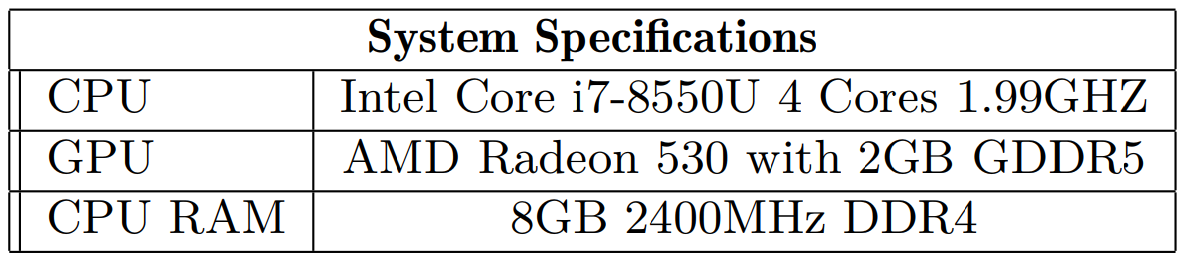 System Specifications
CPU Intel Core i7-8550U 4 Cores 1.99GHZ
GPU AMD Radeon 530 with 2GB GDDR5
CPU RAM 8GB 2400MHz DDR4